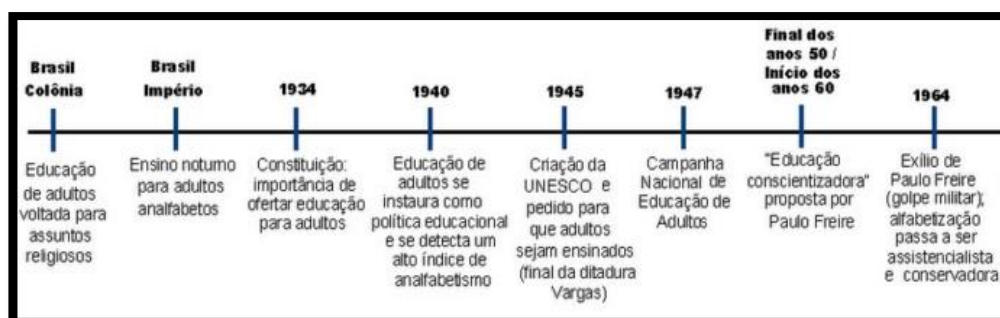 Brasil
Colônia
Educação
de adultos
voltada para
assuntos
religiosos
Brasil
Império
Ensino noturno
para adultos
analfabetos
1934
Constituição:
importância de
ofertar educação
para adultos
1940
Educação de
adultos se
instaura como
política educacional
e se detecta um
alto índice de
analfabetismo
1945
Criação da
UNESCO e
pedido para
que adultos
sejam ensinados
(final da ditadura
Vargas)
1947
Campanha
Nacional de
Educação de
Adultos
Final dos
anos 50 /
Início dos
anos 60
"Educação
conscientizadora"
proposta por
Paulo Freire
1964
Exílio de
Paulo Freire
(golpe militar);
alfabetização
passa a ser
assistencialista
e conservadora